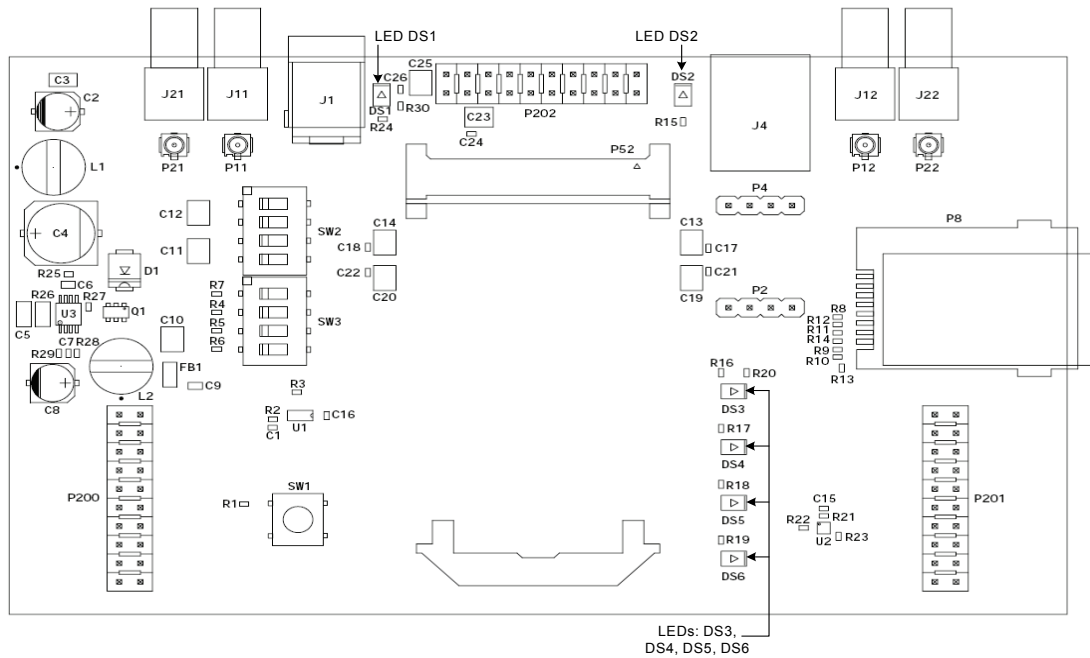 LED DS1
LED DS2
C3
C2
J21
J11
J1
C26
C25
DS1
R30
R24
C23
C24
P202
DS2
R15
J4
J12
J22
L1
P21
P11
P52
P12
P22
C12
C11
C4
SW2
C14
C18
C22
C20
C13
C17
C21
C19
P4
P8
R25
C6
D1
R26
R27
U3
Q1
C5
C7
R28
R29
C10
FB1
C9
C8
L2
R7
R4
R5
R6
SW3
P2
R8
R12
R11
R14
R9
R10
R13
R3
R2
C1
U1
C16
R16
R20
DS3
R17
DS4
R18
DS5
R19
DS6
P200
R1
SW1
C15
R21
R22
U2
R23
P201
LEDs: DS3,
DS4, DS5, DS6